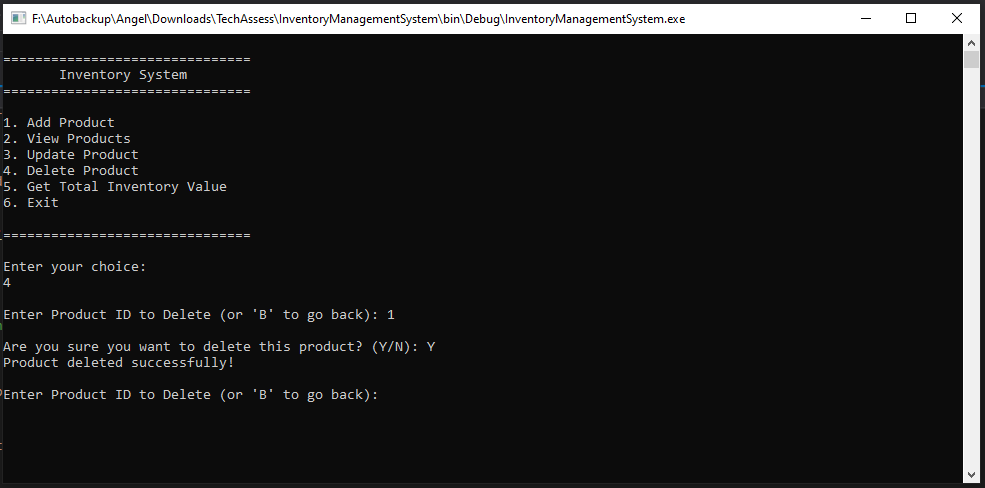 F:\Autobackup\Angel\Downloads\TechAssess\InventoryManagementSystem\bin\Debug\InventoryManagementSystem.exe
===============================
Inventory System
===============================
1. Add Product
2. View Products
3. Update Product
4. Delete Product
5. Get Total Inventory Value
6. Exit
===============================
Enter your choice:
4
Enter Product ID to Delete (or 'B' to go back): 1
Are you sure you want to delete this product? (Y/N): Y
Product deleted successfully!
Enter Product ID to Delete (or 'B' to go back):